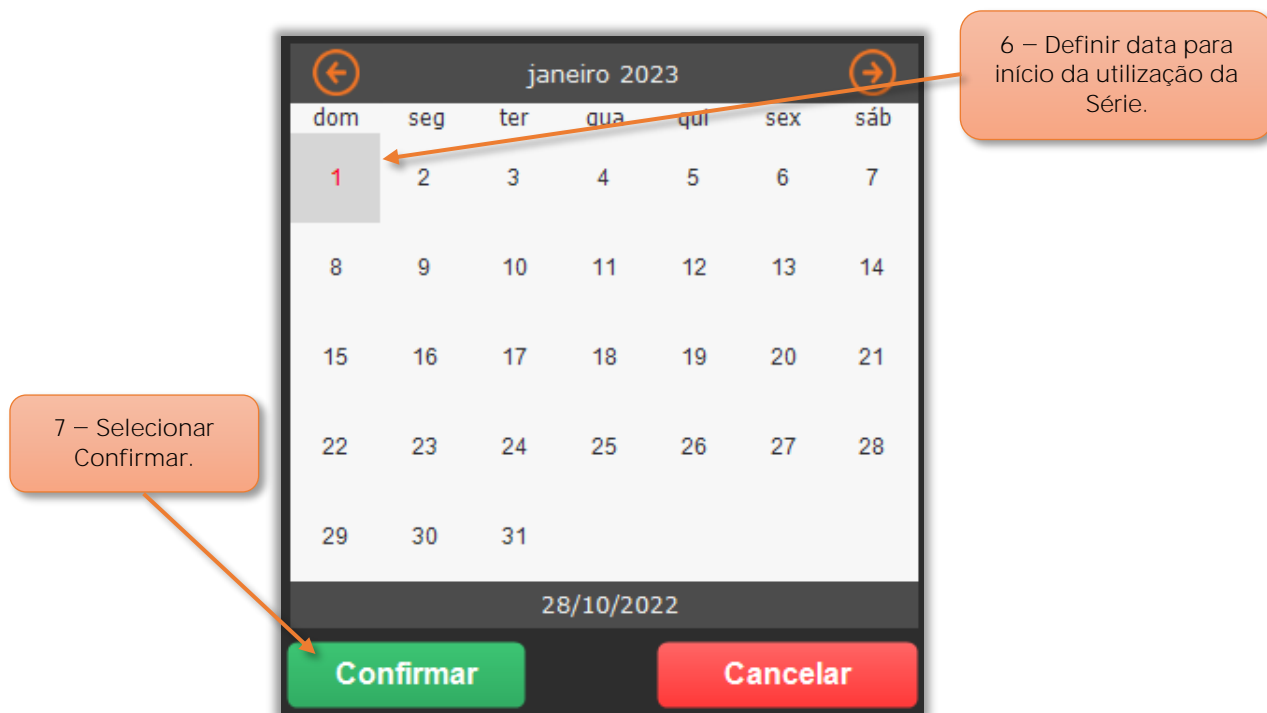 6 – Definir data para
início da utilização da
Série.
janeiro 2023
dom seg ter qua qui sex sáb
1 2 3 4 5 6 7
8 9 10 11 12 13 14
15 16 17 18 19 20 21
7 – Selecionar
Confirmar.
22 23 24 25 26 27 28
29 30 31
28/10/2022
Confirmar Cancelar